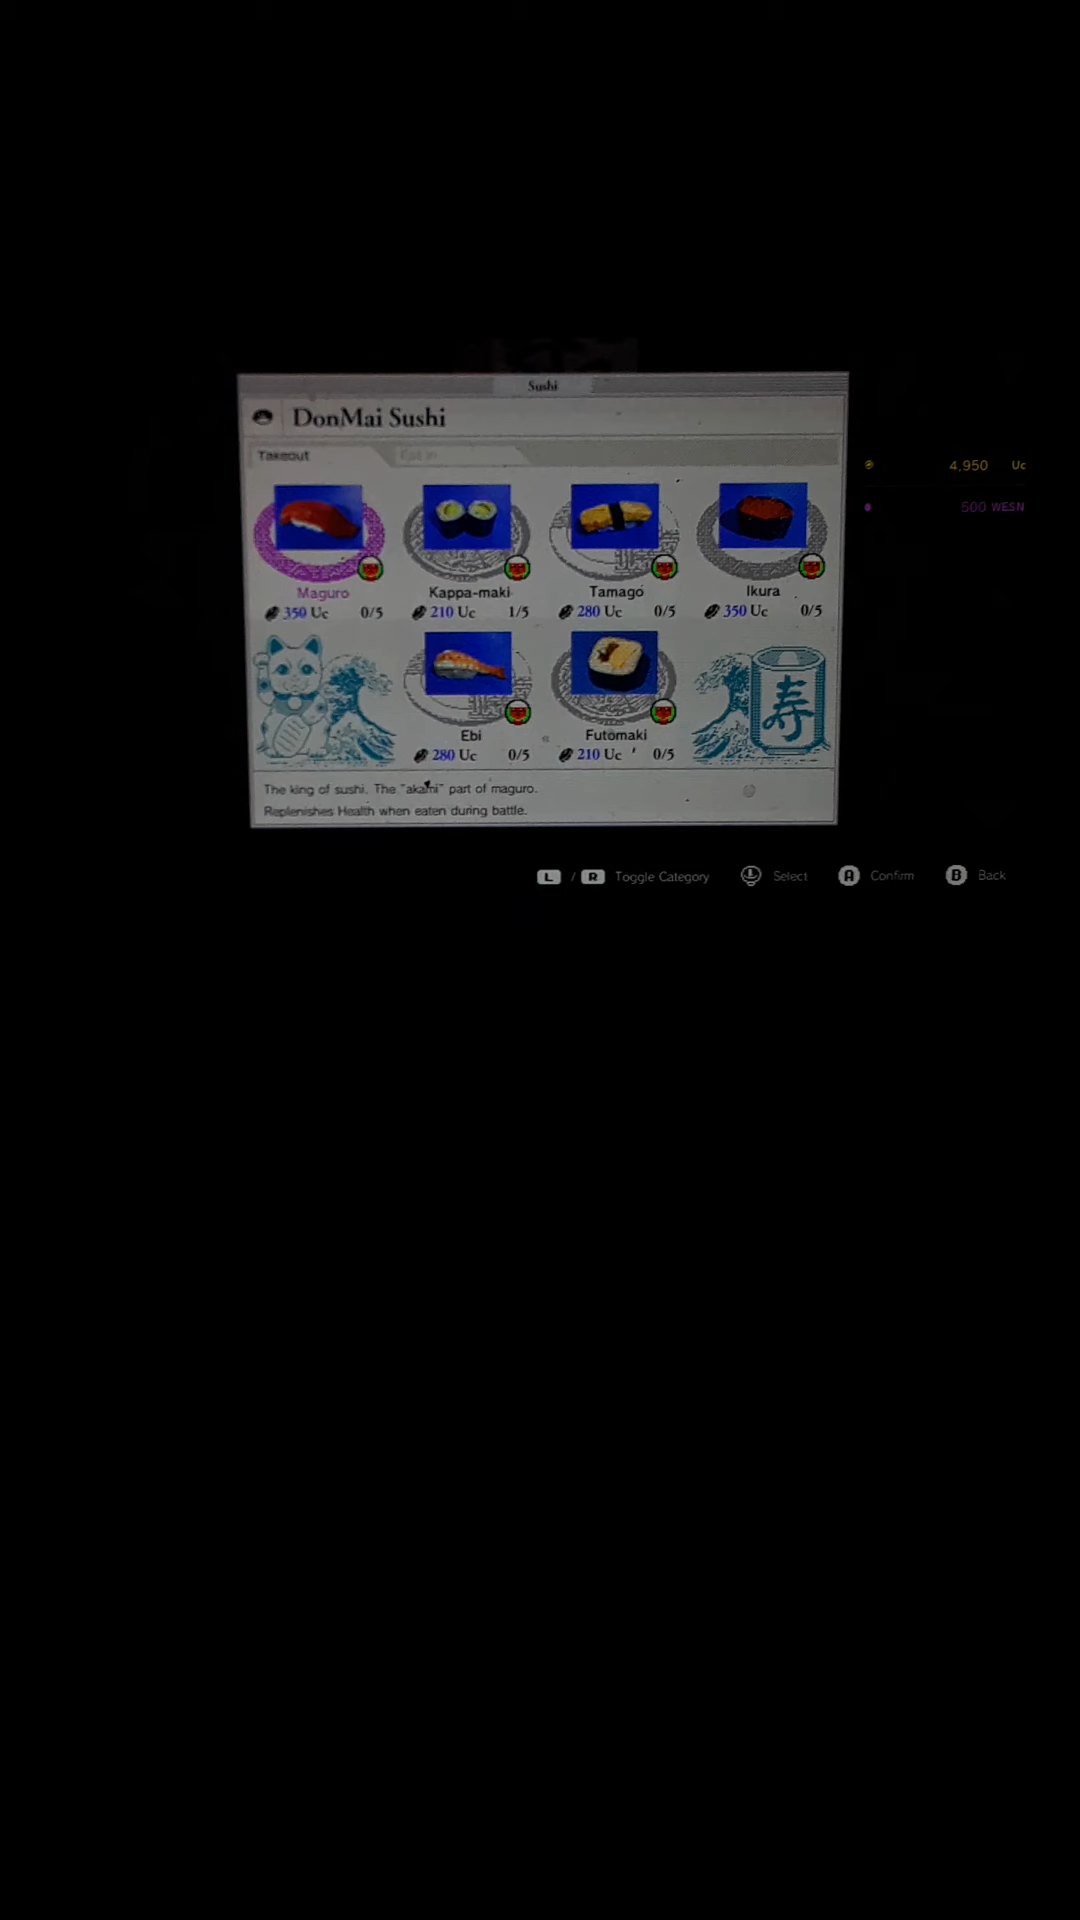 Sushi
DonMai Sushi
Takeout
Eat in
4,950 Uc
500 WESN
Maguro
Kappa-maki
Tamago
Ikura
350 Uc 0/5
210 Uc 1/5
280 Uc 0/5
350 Uc 0/5
寿
Ebi
Futomaki
280 Uc 0/5
210 Uc 0/5
The king of sushi. The "akami" part of maguro.
Replenishes Health when eaten during battle.
L / R Toggle Category Select A Confirm B Back